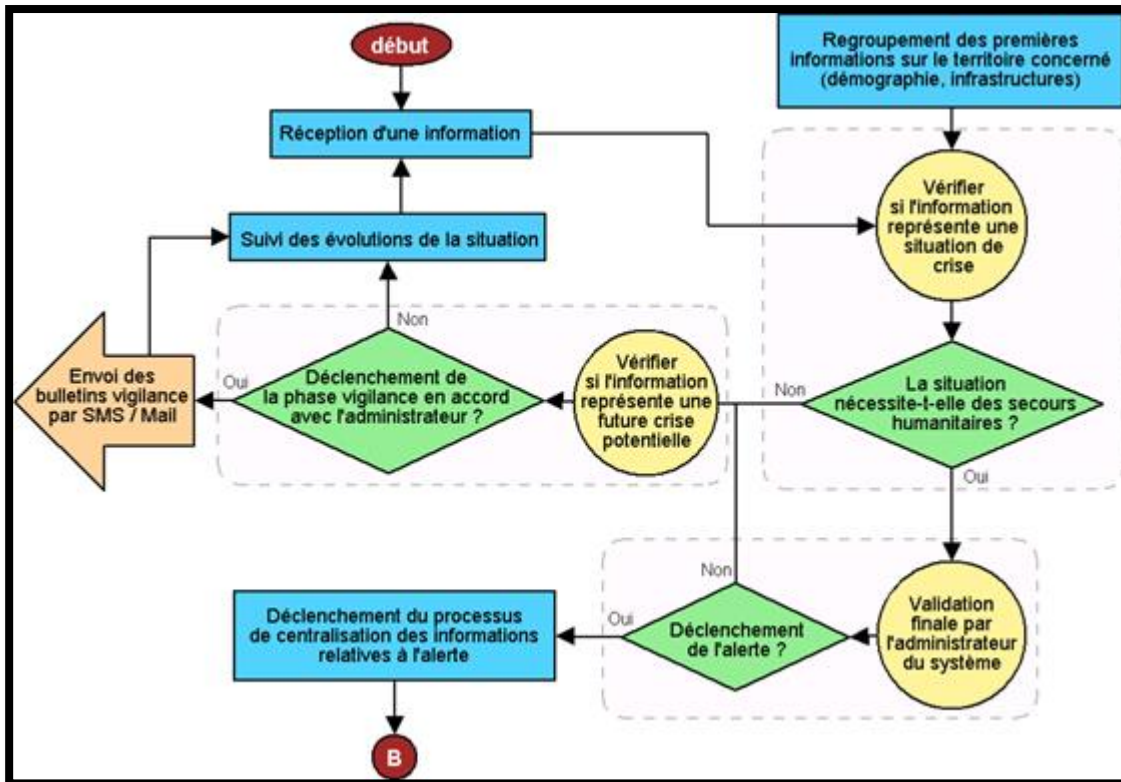 début
Regroupement des premières
informations sur le territoire concerné
(démographie, infrastructures)
Réception d'une information
Vérifier
si l'information
représente une
situation de
crise
Suivi des évolutions de la situation
Non
Envoi des
bulletins vigilance
par SMS / Mail
Oui
Déclenchement de
la phase vigilance en accord
avec l'administrateur ?
Vérifier
si l'information
représente une
future crise
potentielle
Non
La situation
nécessite-t-elle des secours
humanitaires ?
Oui
Non
Déclenchement du processus
de centralisation des informations
relatives à l'alerte
Oui
Déclenchement
de l'alerte ?
Validation
finale par
l'administrateur
du système
B